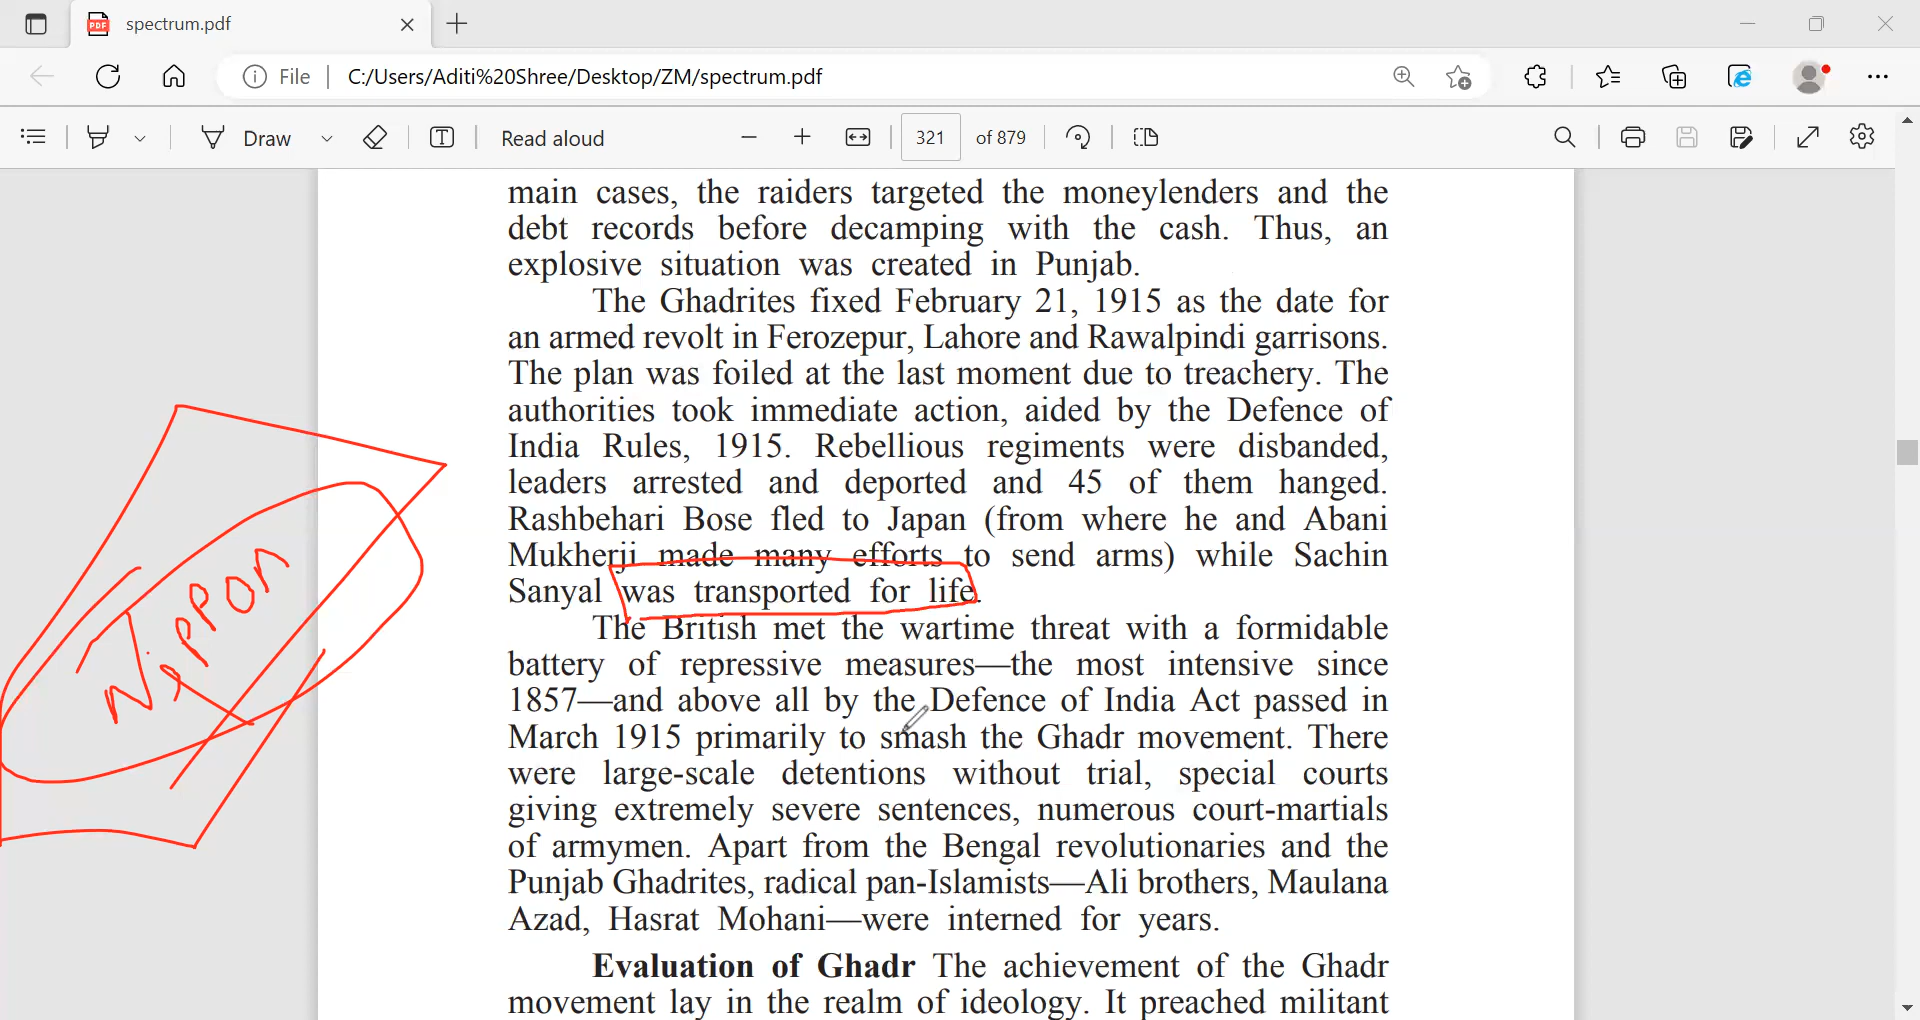 spectrum.pdf
File
C:/Users/Aditi%20Shree/Desktop/ZM/spectrum.pdf
PDF
Draw
Read aloud
321
of 879
main cases, the raiders targeted the moneylenders and the
debt records before decamping with the cash. Thus, an
explosive situation was created in Punjab.
The Ghadrites fixed February 21, 1915 as the date for
an armed revolt in Ferozepur, Lahore and Rawalpindi garrisons.
The plan was foiled at the last moment due to treachery. The
authorities took immediate action, aided by the Defence of
India Rules, 1915. Rebellious regiments were disbanded,
leaders arrested and deported and 45 of them hanged.
Rashbehari Bose fled to Japan (from where he and Abani
Mukherji made many efforts to send arms) while Sachin
Sanyal was transported for life.
The British met the wartime threat with a formidable
battery of repressive measures—the most intensive since
1857—and above all by the Defence of India Act passed in
March 1915 primarily to smash the Ghadr movement. There
were large-scale detentions without trial, special courts
giving extremely severe sentences, numerous court-martials
of armymen. Apart from the Bengal revolutionaries and the
Punjab Ghadrites, radical pan-Islamists—Ali brothers, Maulana
Azad, Hasrat Mohani—were interned for years.
Evaluation of Ghadr The achievement of the Ghadr
movement lay in the realm of ideology. It preached militant
Nippon